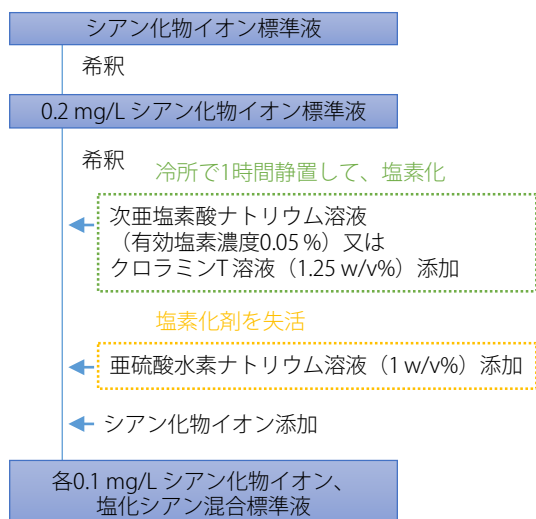 シアン化物イオン標準液
希釈
0.2 mg/L シアン化物イオン標準液
希釈
冷所で1時間静置して、塩素化
次亜塩素酸ナトリウム溶液
（有効塩素濃度0.05 %）又は
クロラミンT 溶液（1.25 w/v%）添加
塩素化剤を失活
亜硫酸水素ナトリウム溶液（1 w/v%）添加
シアン化物イオン添加
各0.1 mg/L シアン化物イオン、
塩化シアン混合標準液